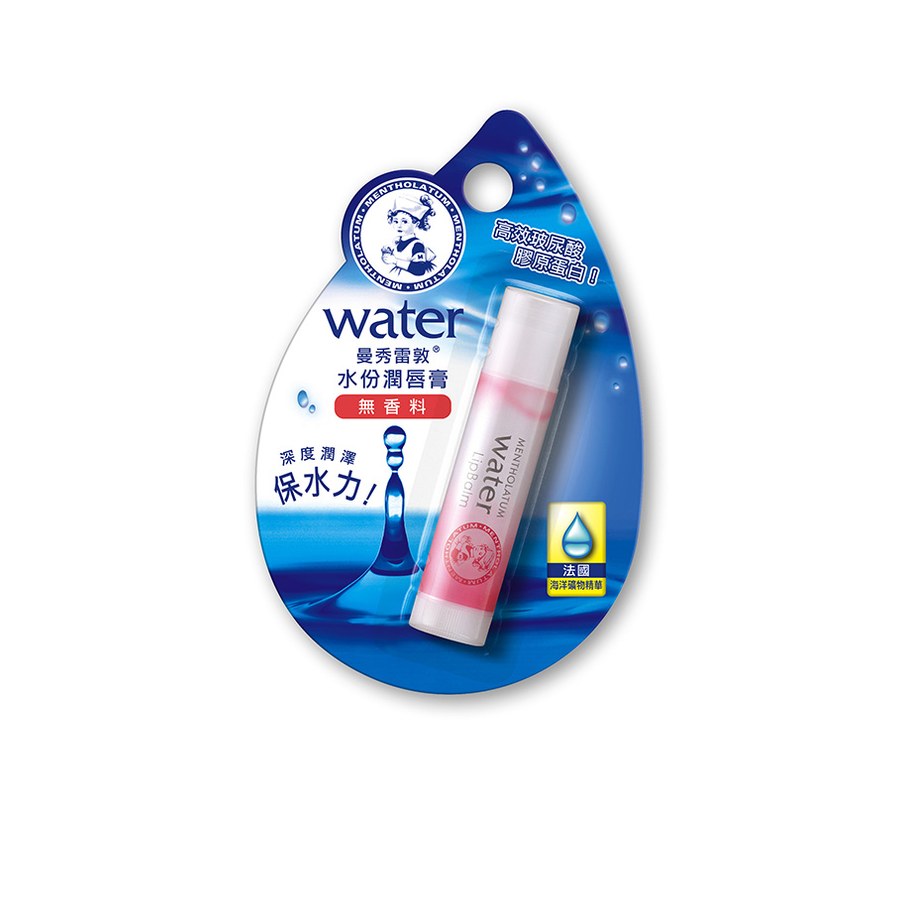 MENTHOLATUM · MENTHOLATUM · MENTHOLATUM ·
高效玻尿酸
膠原蛋白!
water
曼秀雷敦®
水份潤唇膏
無香料
深度潤澤
保水力!
MENTHOLATUM
water
LipBalm
MENTHOLATUM
法國
海洋礦物精華